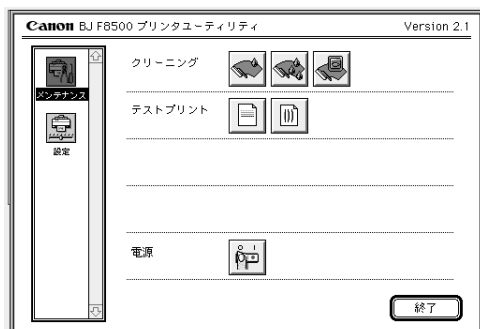 Canon BJ F8500 プリンタユーティリティ Version 2.1
メンテナンス
設定
クリーニング
テストプリント
電源
終了